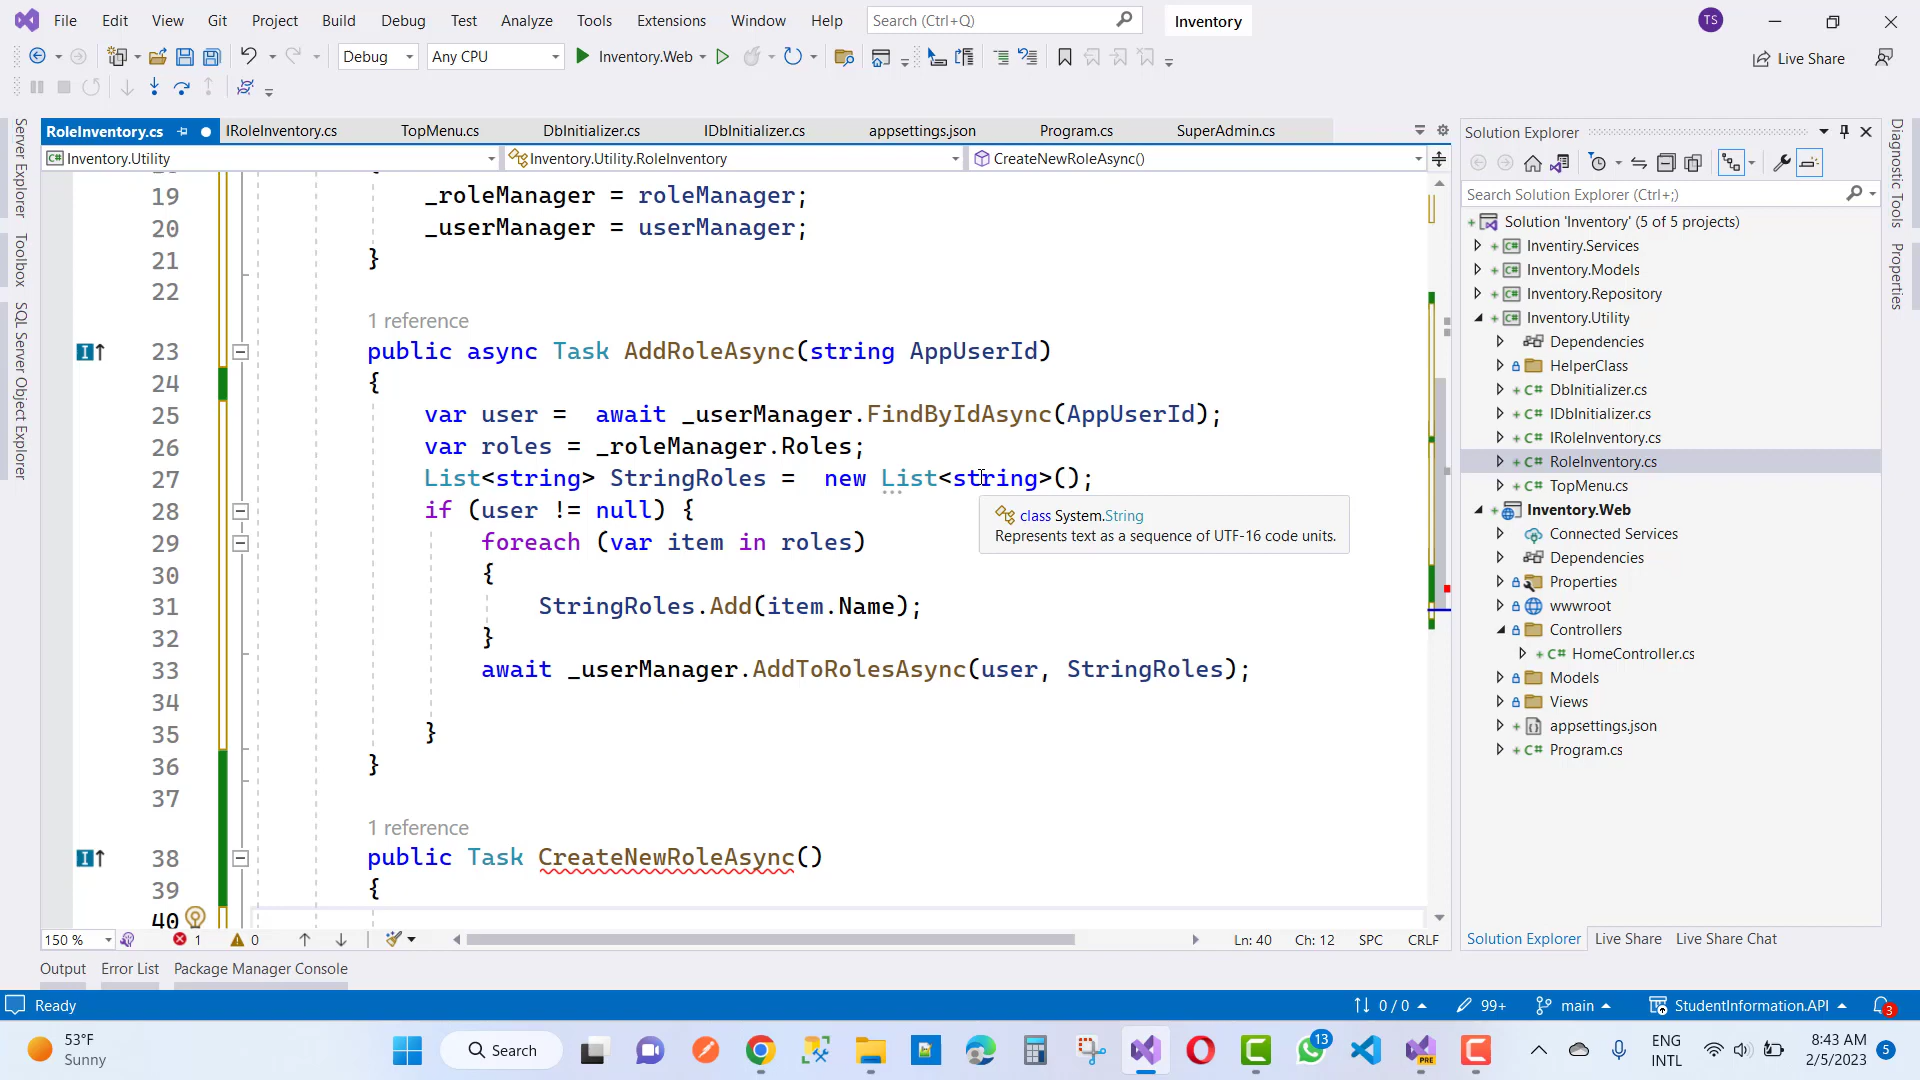 File Edit View Git Project Build Debug Test Analyze Tools Extensions Window Help Search (Ctrl+Q) Inventory TS
Debug Any CPU Inventory.Web Live Share
RoleInventory.cs IRoleInventory.cs TopMenu.cs DbInitializer.cs IDbInitializer.cs appsettings.json Program.cs SuperAdmin.cs
Inventory.Utility Inventory.Utility.RoleInventory CreateNewRoleAsync()
Server Explorer
Toolbox
SQL Server Object Explorer
19 _roleManager = roleManager;
20 _userManager = userManager;
21 }
22
1 reference
23 public async Task AddRoleAsync(string AppUserId)
24 {
25 var user = await _userManager.FindByIdAsync(AppUserId);
26 var roles = _roleManager.Roles;
27 List<string> StringRoles = new List<string>();
28 if (user != null) {
class System.String
Represents text as a sequence of UTF-16 code units.
29 foreach (var item in roles)
30 {
31 StringRoles.Add(item.Name);
32 }
33 await _userManager.AddToRolesAsync(user, StringRoles);
34
35 }
36 }
37
1 reference
38 public Task CreateNewRoleAsync()
39 {
40
150 % 1 0 Ln: 40 Ch: 12 SPC CRLF
Solution Explorer
Search Solution Explorer (Ctrl+;)
Solution 'Inventory' (5 of 5 projects)
Inventiry.Services
Inventory.Models
Inventory.Repository
Inventory.Utility
Dependencies
HelperClass
DbInitializer.cs
IDbInitializer.cs
IRoleInventory.cs
RoleInventory.cs
TopMenu.cs
Inventory.Web
Connected Services
Dependencies
Properties
wwwroot
Controllers
HomeController.cs
Models
Views
appsettings.json
Program.cs
Solution Explorer Live Share Live Share Chat
Diagnostic Tools
Properties
Output Error List Package Manager Console
Ready 0 / 0 99+ main StudentInformation.API 3
53°F
Sunny
Search 13 PRE ENG
INTL
8:43 AM
2/5/2023 5